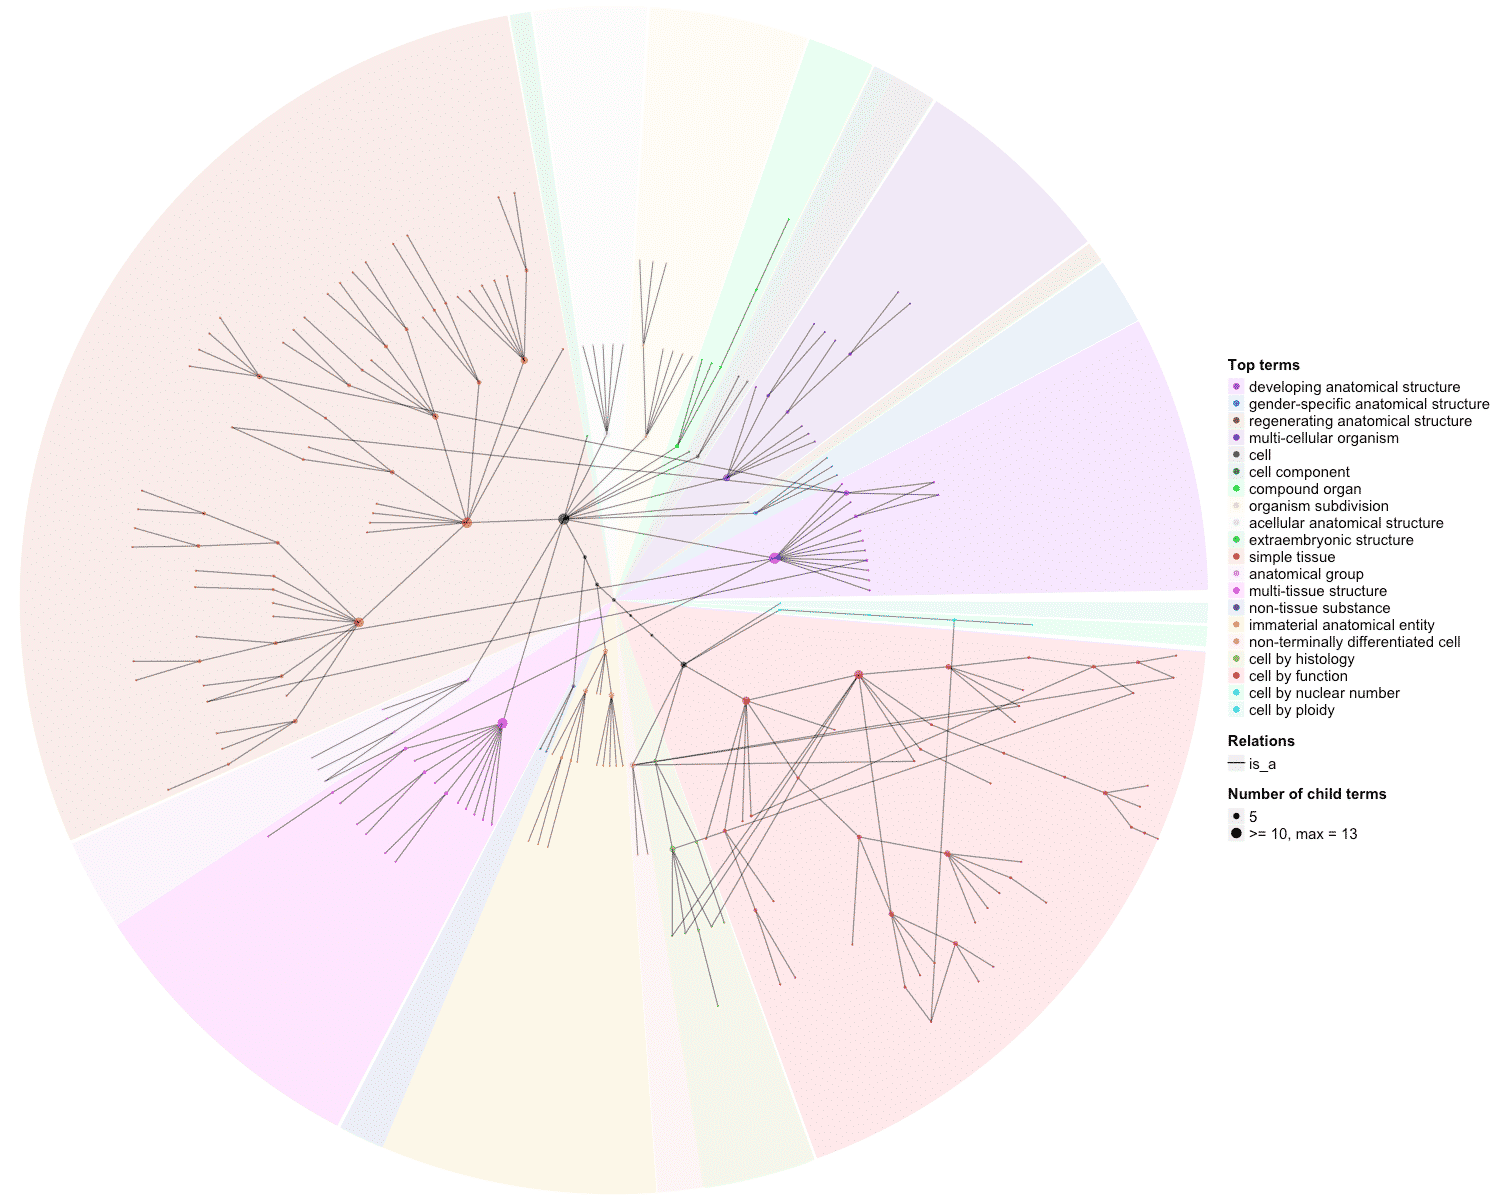 Top terms
developing anatomical structure
gender-specific anatomical structure
regenerating anatomical structure
multi-cellular organism
cell
cell component
compound organ
organism subdivision
acellular anatomical structure
extraembryonic structure
simple tissue
anatomical group
multi-tissue structure
non-tissue substance
immaterial anatomical entity
non-terminally differentiated cell
cell by histology
cell by function
cell by nuclear number
cell by ploidy
Relations
is_a
Number of child terms
5
>= 10, max = 13